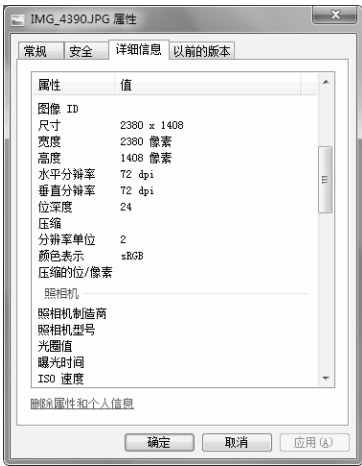 IMG_4390.JPG 属性
常规 安全 详细信息 以前的版本
属性 值
图像 ID
尺寸 2380 x 1408
宽度 2380 像素
高度 1408 像素
水平分辨率 72 dpi
垂直分辨率 72 dpi
位深度 24
压缩
分辨率单位 2
颜色表示 sRGB
压缩的位/像素
照相机
照相机制造商
照相机型号
光圈值
曝光时间
ISO 速度
删除属性和个人信息
确定 取消 应用(A)